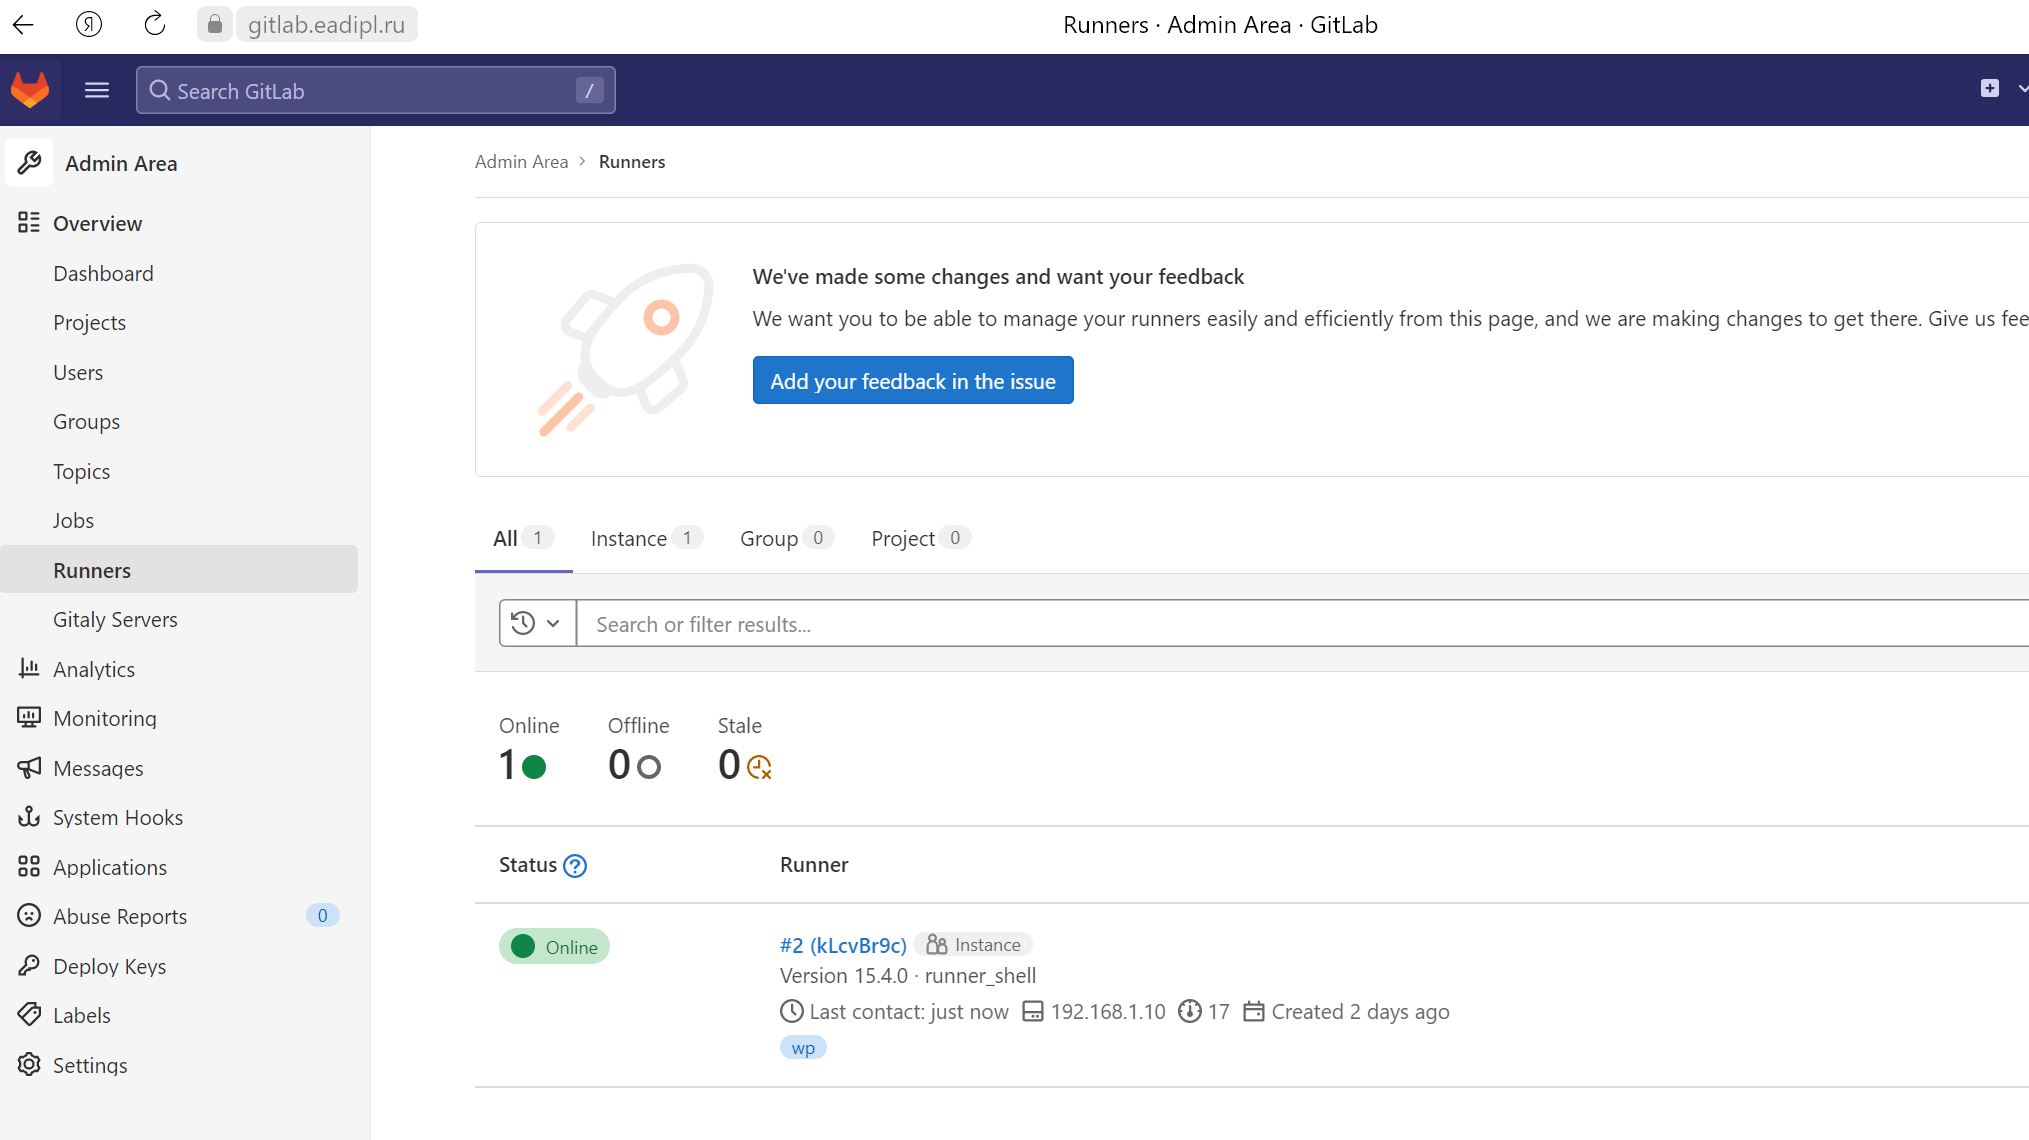 Я gitlab.eadipl.ru Runners · Admin Area · GitLab
Search GitLab /
Admin Area
Overview
Dashboard
Projects
Users
Groups
Topics
Jobs
Runners
Gitaly Servers
Analytics
Monitoring
Messages
System Hooks
Applications
Abuse Reports 0
Deploy Keys
Labels
Settings
Admin Area > Runners
We've made some changes and want your feedback
We want you to be able to manage your runners easily and efficiently from this page, and we are making changes to get there. Give us fee
Add your feedback in the issue
All 1 Instance 1 Group 0 Project 0
Search or filter results...
Online Offline Stale
1 0 0
Status ? Runner
Online #2 (kLcvBr9c) Instance
Version 15.4.0 · runner_shell
Last contact: just now 192.168.1.10 17 Created 2 days ago
wp